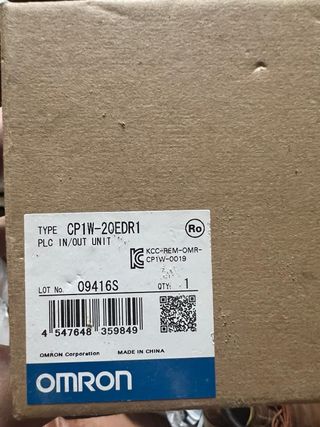 TYPE CP1W-20EDR1
Ro
PLC IN/OUT UNIT
KCC-REM-OMR-
CP1W-0019
LOT No. 09416S
QTY: 1
4 547648 359849
OMRON Corporation MADE IN CHINA
OMRON